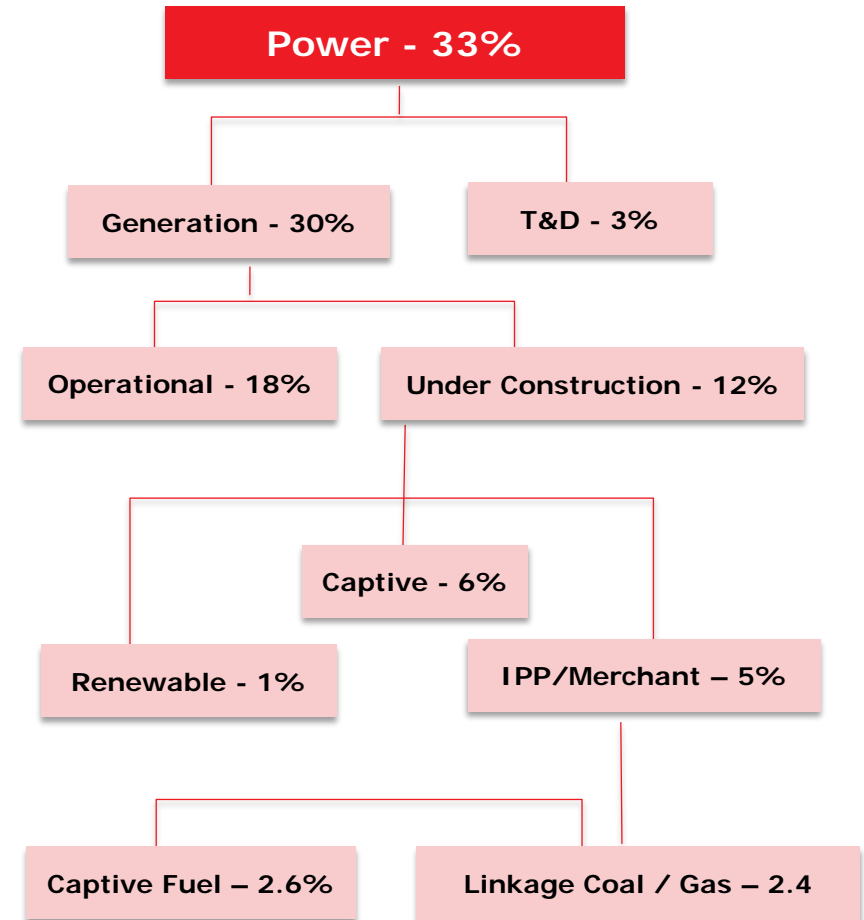 Power - 33%
Generation - 30%
T&D - 3%
Operational - 18%
Under Construction - 12%
Captive - 6%
Renewable - 1%
IPP/Merchant – 5%
Captive Fuel – 2.6%
Linkage Coal / Gas – 2.4